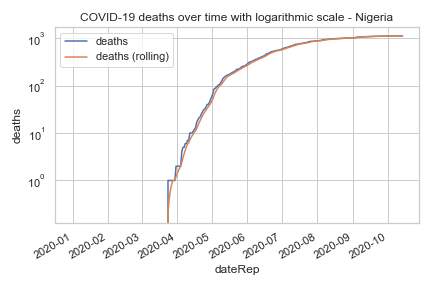 COVID-19 deaths over time with logarithmic scale - Nigeria
deaths
deaths (rolling)
10³
10²
10¹
10⁰
deaths
2020-01
2020-02
2020-03
2020-04
2020-05
2020-06
2020-07
2020-08
2020-09
2020-10
dateRep